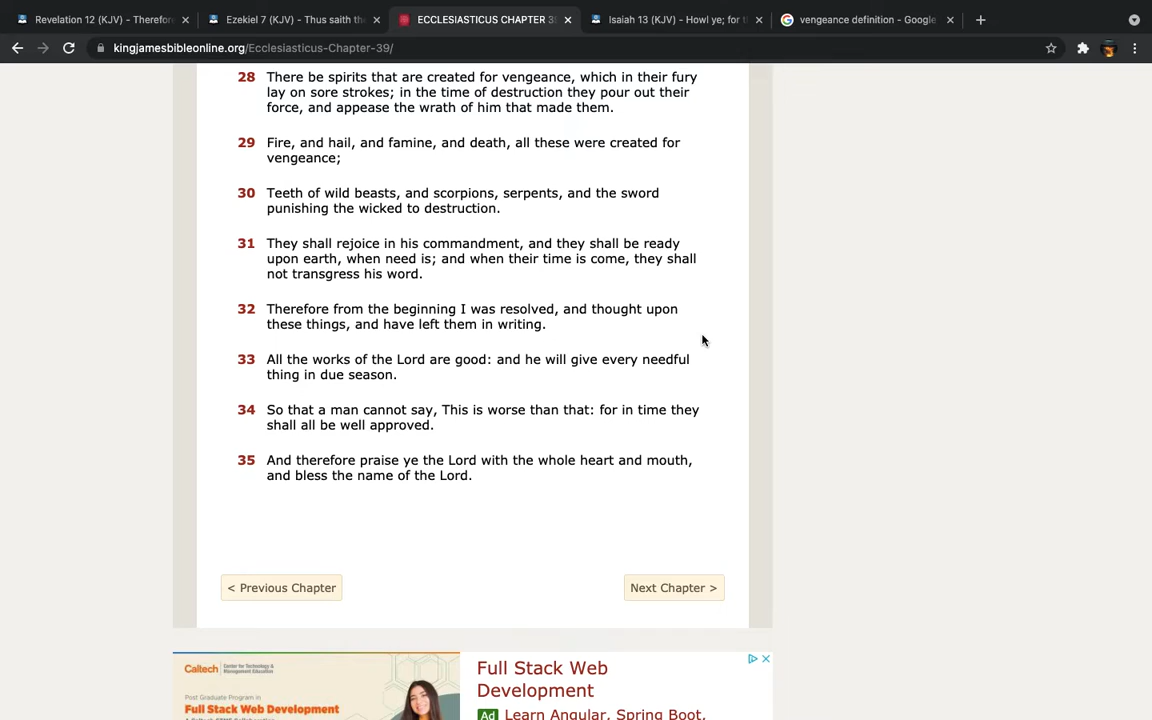 Revelation 12 (KJV) - Therefor
Ezekiel 7 (KJV) - Thus saith the
ECCLESIASTICUS CHAPTER 3
Isaiah 13 (KJV) - Howl ye; for t
vengeance definition - Google
kingjamesbibleonline.org/Ecclesiasticus-Chapter-39/
28 There be spirits that are created for vengeance, which in their fury
lay on sore strokes; in the time of destruction they pour out their
force, and appease the wrath of him that made them.
29 Fire, and hail, and famine, and death, all these were created for
vengeance;
30 Teeth of wild beasts, and scorpions, serpents, and the sword
punishing the wicked to destruction.
31 They shall rejoice in his commandment, and they shall be ready
upon earth, when need is; and when their time is come, they shall
not transgress his word.
32 Therefore from the beginning I was resolved, and thought upon
these things, and have left them in writing.
33 All the works of the Lord are good: and he will give every needful
thing in due season.
34 So that a man cannot say, This is worse than that: for in time they
shall all be well approved.
35 And therefore praise ye the Lord with the whole heart and mouth,
and bless the name of the Lord.
< Previous Chapter
Next Chapter >
Caltech
Center for Technology &
Management Education
Post Graduate Program in
Full Stack Web Development
Full Stack Web
Development
Ad Learn Angular, Spring Boot,